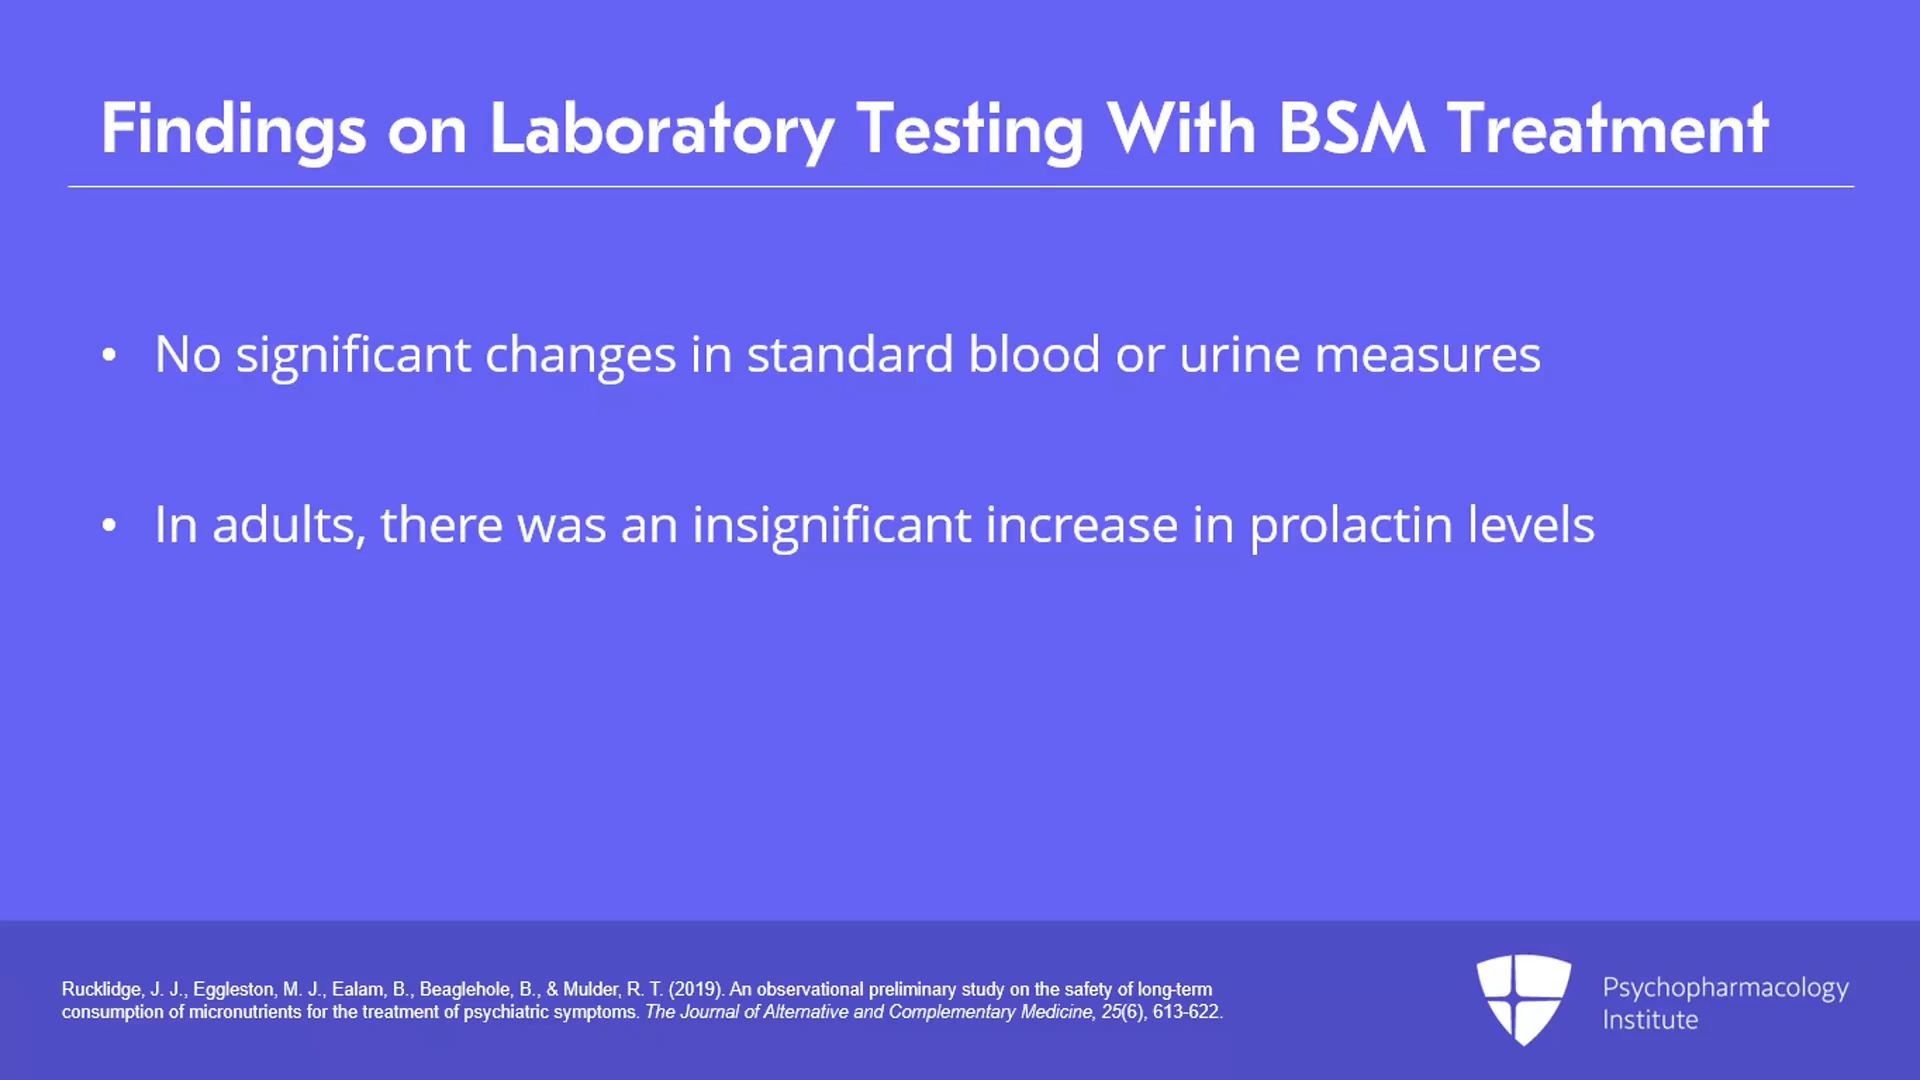 Findings on Laboratory Testing With BSM Treatment
• No significant changes in standard blood or urine measures
• In adults, there was an insignificant increase in prolactin levels
Rucklidge, J. J., Eggleston, M. J., Ealam, B., Beaglehole, B., & Mulder, R. T. (2019). An observational preliminary study on the safety of long-term
consumption of micronutrients for the treatment of psychiatric symptoms. The Journal of Alternative and Complementary Medicine, 25(6), 613-622.
Psychopharmacology
Institute